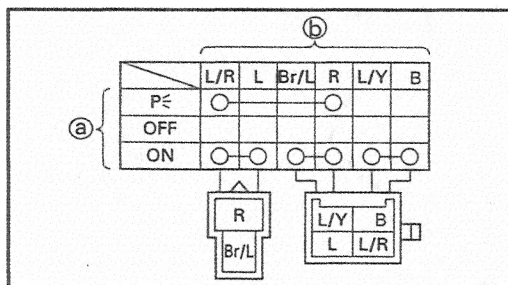 ⓑ
L/R L Br/L R L/Y B
ⓐ
P
OFF
ON
R
Br/L
L/Y B
L L/R